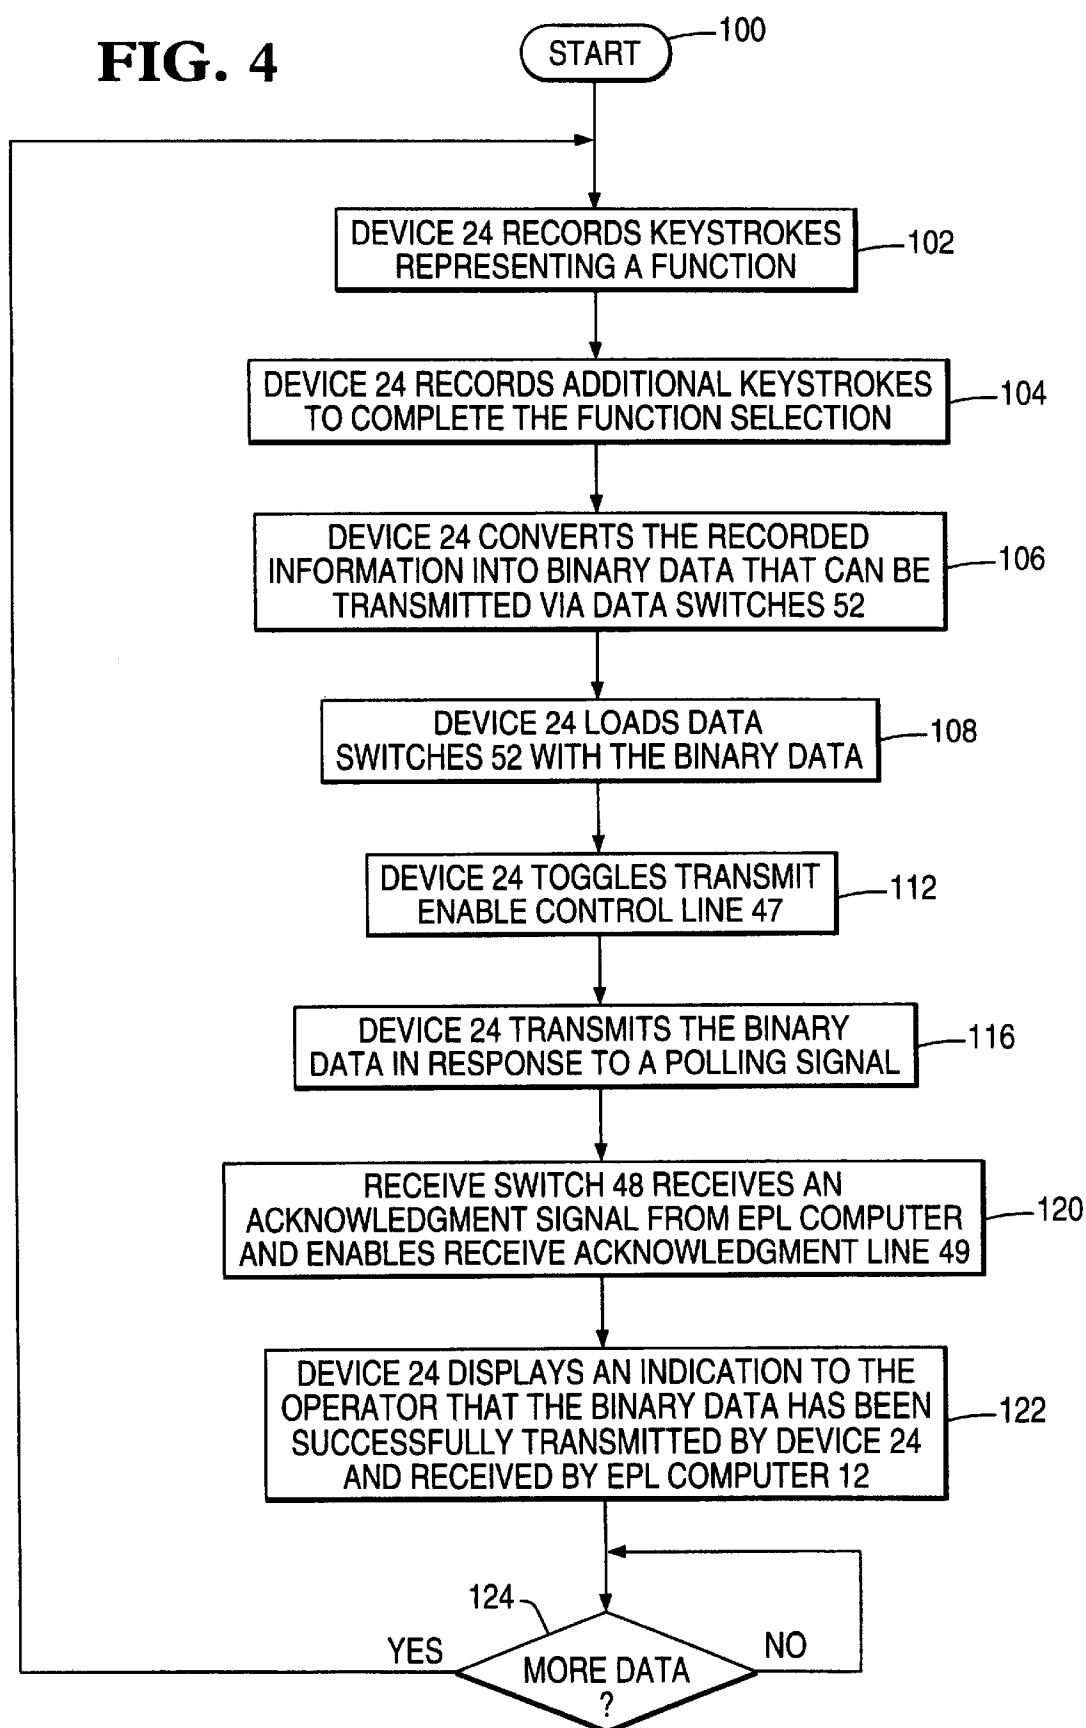 FIG. 4
START
100
DEVICE 24 RECORDS KEYSTROKES
REPRESENTING A FUNCTION
102
DEVICE 24 RECORDS ADDITIONAL KEYSTROKES
TO COMPLETE THE FUNCTION SELECTION
104
DEVICE 24 CONVERTS THE RECORDED
INFORMATION INTO BINARY DATA THAT CAN BE
TRANSMITTED VIA DATA SWITCHES 52
106
DEVICE 24 LOADS DATA
SWITCHES 52 WITH THE BINARY DATA
108
DEVICE 24 TOGGLES TRANSMIT
ENABLE CONTROL LINE 47
112
DEVICE 24 TRANSMITS THE BINARY
DATA IN RESPONSE TO A POLLING SIGNAL
116
RECEIVE SWITCH 48 RECEIVES AN
ACKNOWLEDGMENT SIGNAL FROM EPL COMPUTER
AND ENABLES RECEIVE ACKNOWLEDGMENT LINE 49
120
DEVICE 24 DISPLAYS AN INDICATION TO THE
OPERATOR THAT THE BINARY DATA HAS BEEN
SUCCESSFULLY TRANSMITTED BY DEVICE 24
AND RECEIVED BY EPL COMPUTER 12
122
124
YES
NO
MORE DATA
?